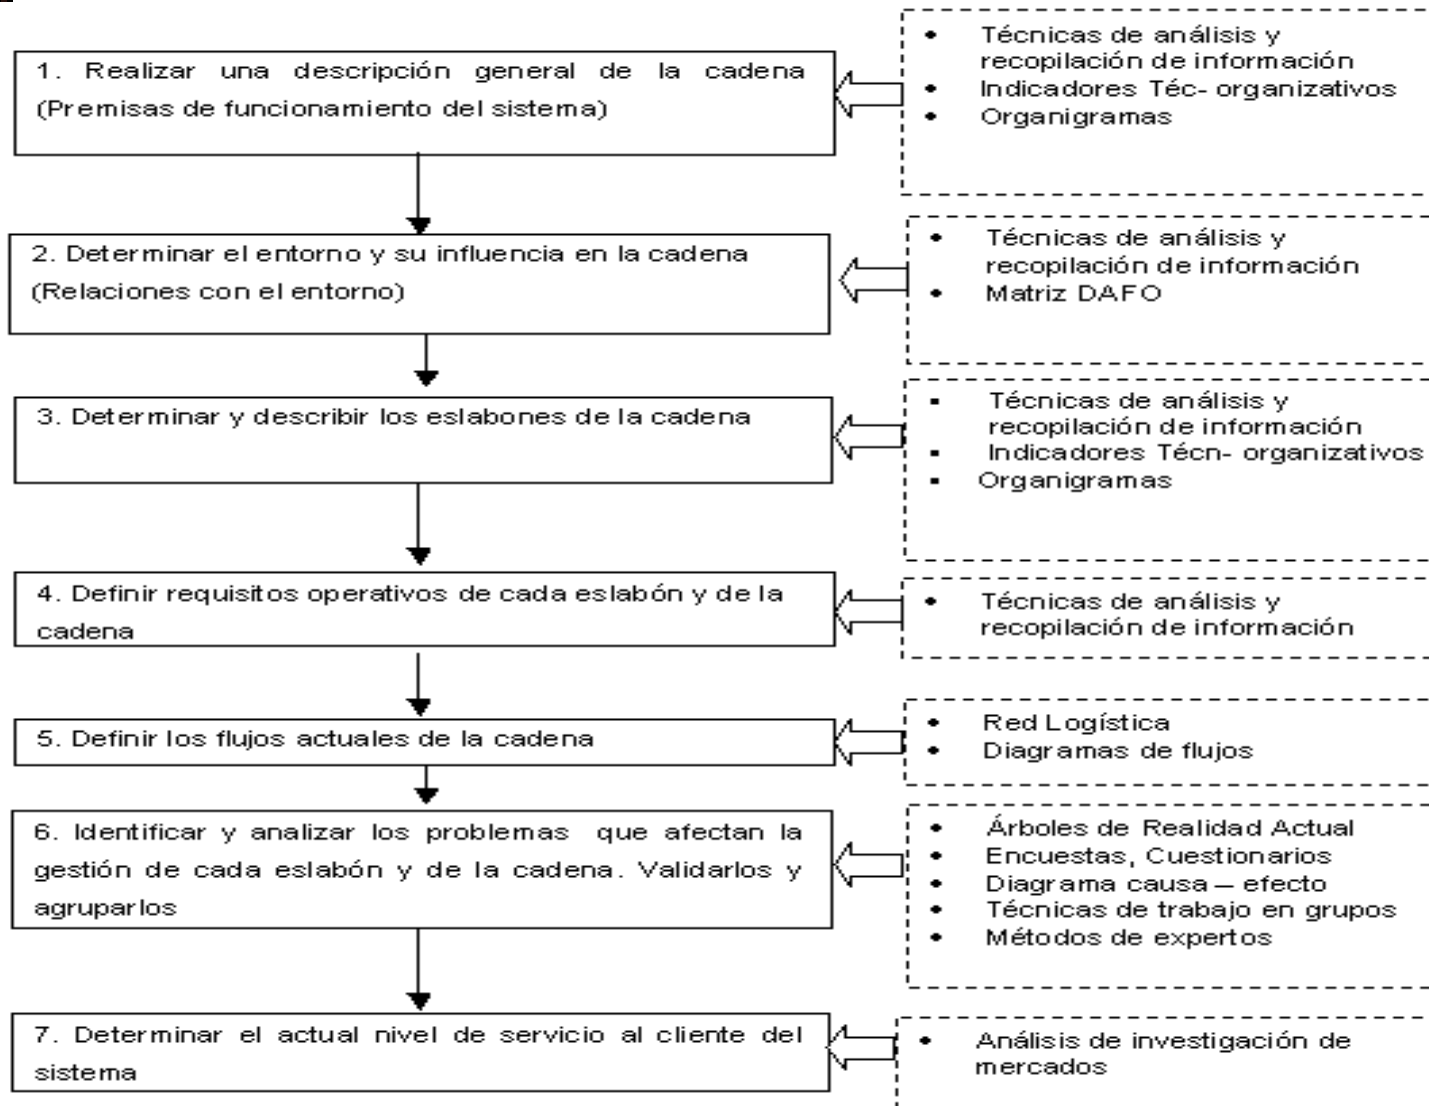 1. Realizar una descripción general de la cadena
(Premisas de funcionamiento del sistema)
• Técnicas de análisis y
recopilación de información
• Indicadores Téc- organizativos
• Organigramas
2. Determinar el entorno y su influencia en la cadena
(Relaciones con el entorno)
• Técnicas de análisis y
recopilación de información
• Matriz DAFO
3. Determinar y describir los eslabones de la cadena
▪ Técnicas de análisis y
recopilación de información
▪ Indicadores Técn- organizativos
▪ Organigramas
4. Definir requisitos operativos de cada eslabón y de la
cadena
• Técnicas de análisis y
recopilación de información
5. Definir los flujos actuales de la cadena
• Red Logística
• Diagramas de flujos
6. Identificar y analizar los problemas que afectan la
gestión de cada eslabón y de la cadena. Validarlos y
agruparlos
• Árboles de Realidad Actual
• Encuestas, Cuestionarios
• Diagrama causa – efecto
• Técnicas de trabajo en grupos
• Métodos de expertos
7. Determinar el actual nivel de servicio al cliente del
sistema
• Análisis de investigación de
mercados